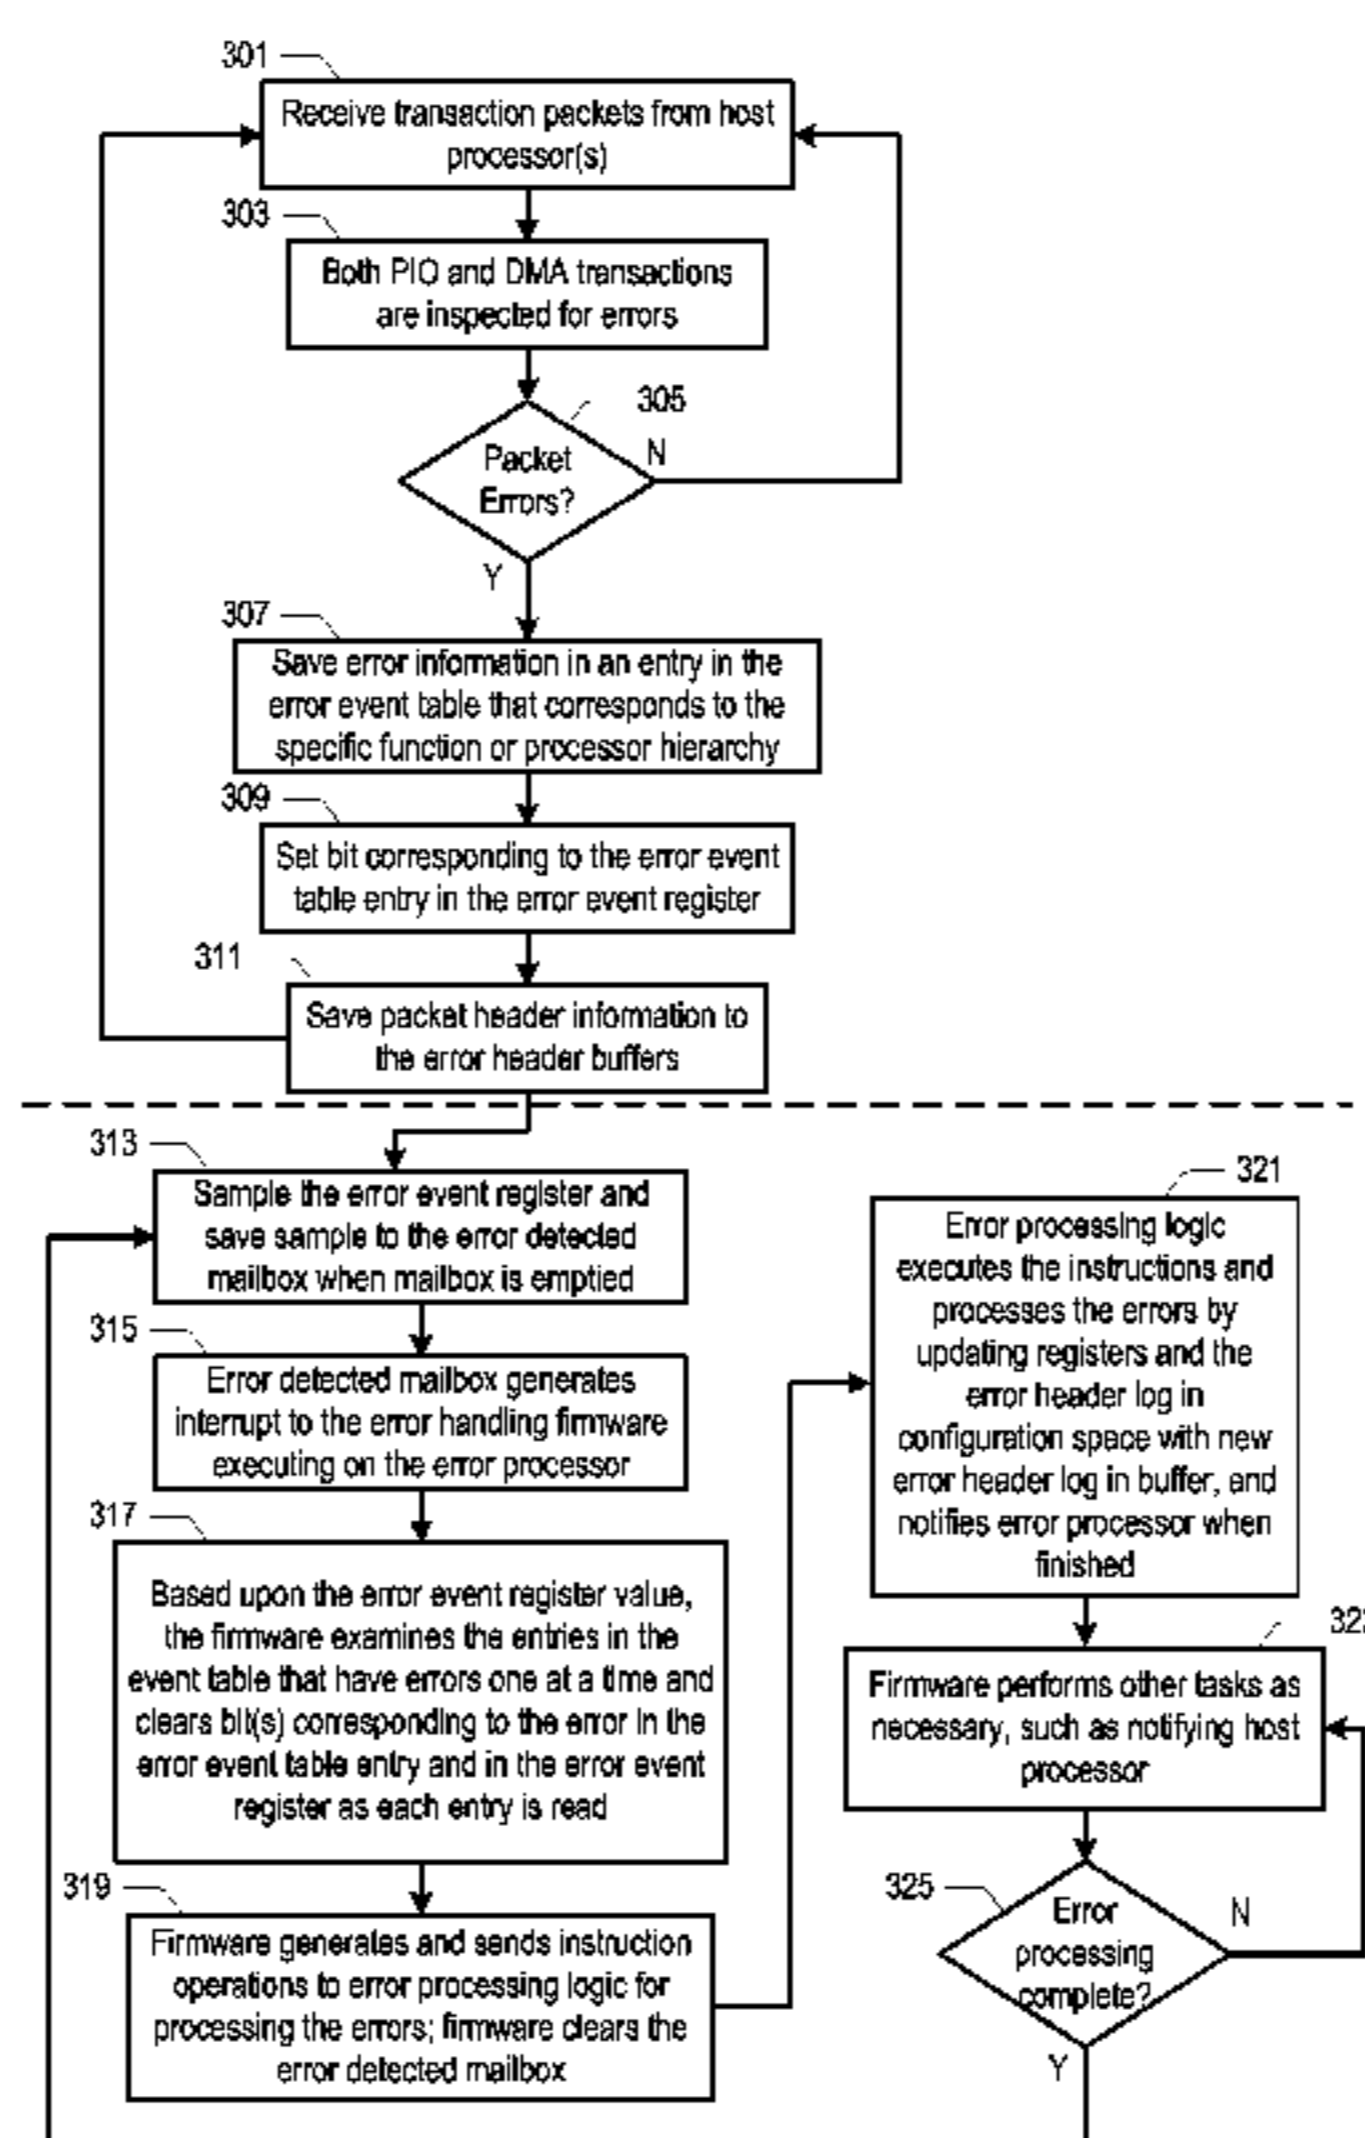 301
Receive transaction packets from host
processor(s)
303
Both PIO and DMA transactions
are inspected for errors
305
Packet
Errors?
N
Y
307
Save error information in an entry in the
error event table that corresponds to the
specific function or processor hierarchy
309
Set bit corresponding to the error event
table entry in the error event register
311
Save packet header information to
the error header buffers
313
Sample the error event register and
save sample to the error detected
mailbox when mailbox is emptied
315
Error detected mailbox generates
interrupt to the error handling firmware
executing on the error processor
317
Based upon the error event register value,
the firmware examines the entries in the
event table that have errors one at a time and
clears bit(s) corresponding to the error in the
error event table entry and in the error event
register as each entry is read
319
Firmware generates and sends instruction
operations to error processing logic for
processing the errors; firmware clears the
error detected mailbox
321
Error processing logic
executes the instructions and
processes the errors by
updating registers and the
error header log in
configuration space with new
error header log in buffer, and
notifies error processor when
finished
Firmware performs other tasks as
necessary, such as notifying host
processor
325
Error
processing
complete?
N
Y